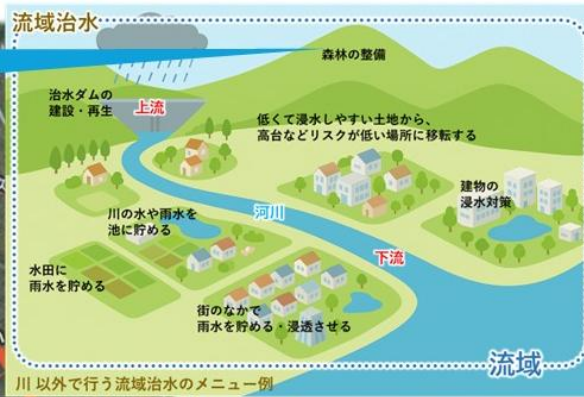 流域治水
森林の整備
治水ダムの
建設・再生
上流
低くて浸水しやすい土地から、
高台などリスクが低い場所に移転する
建物の
浸水対策
川の水や雨水を
池に貯める
河川
下流
水田に
雨水を貯める
街のなかで
雨水を貯める・浸透させる
流域
川 以外で行う流域治水のメニュー例